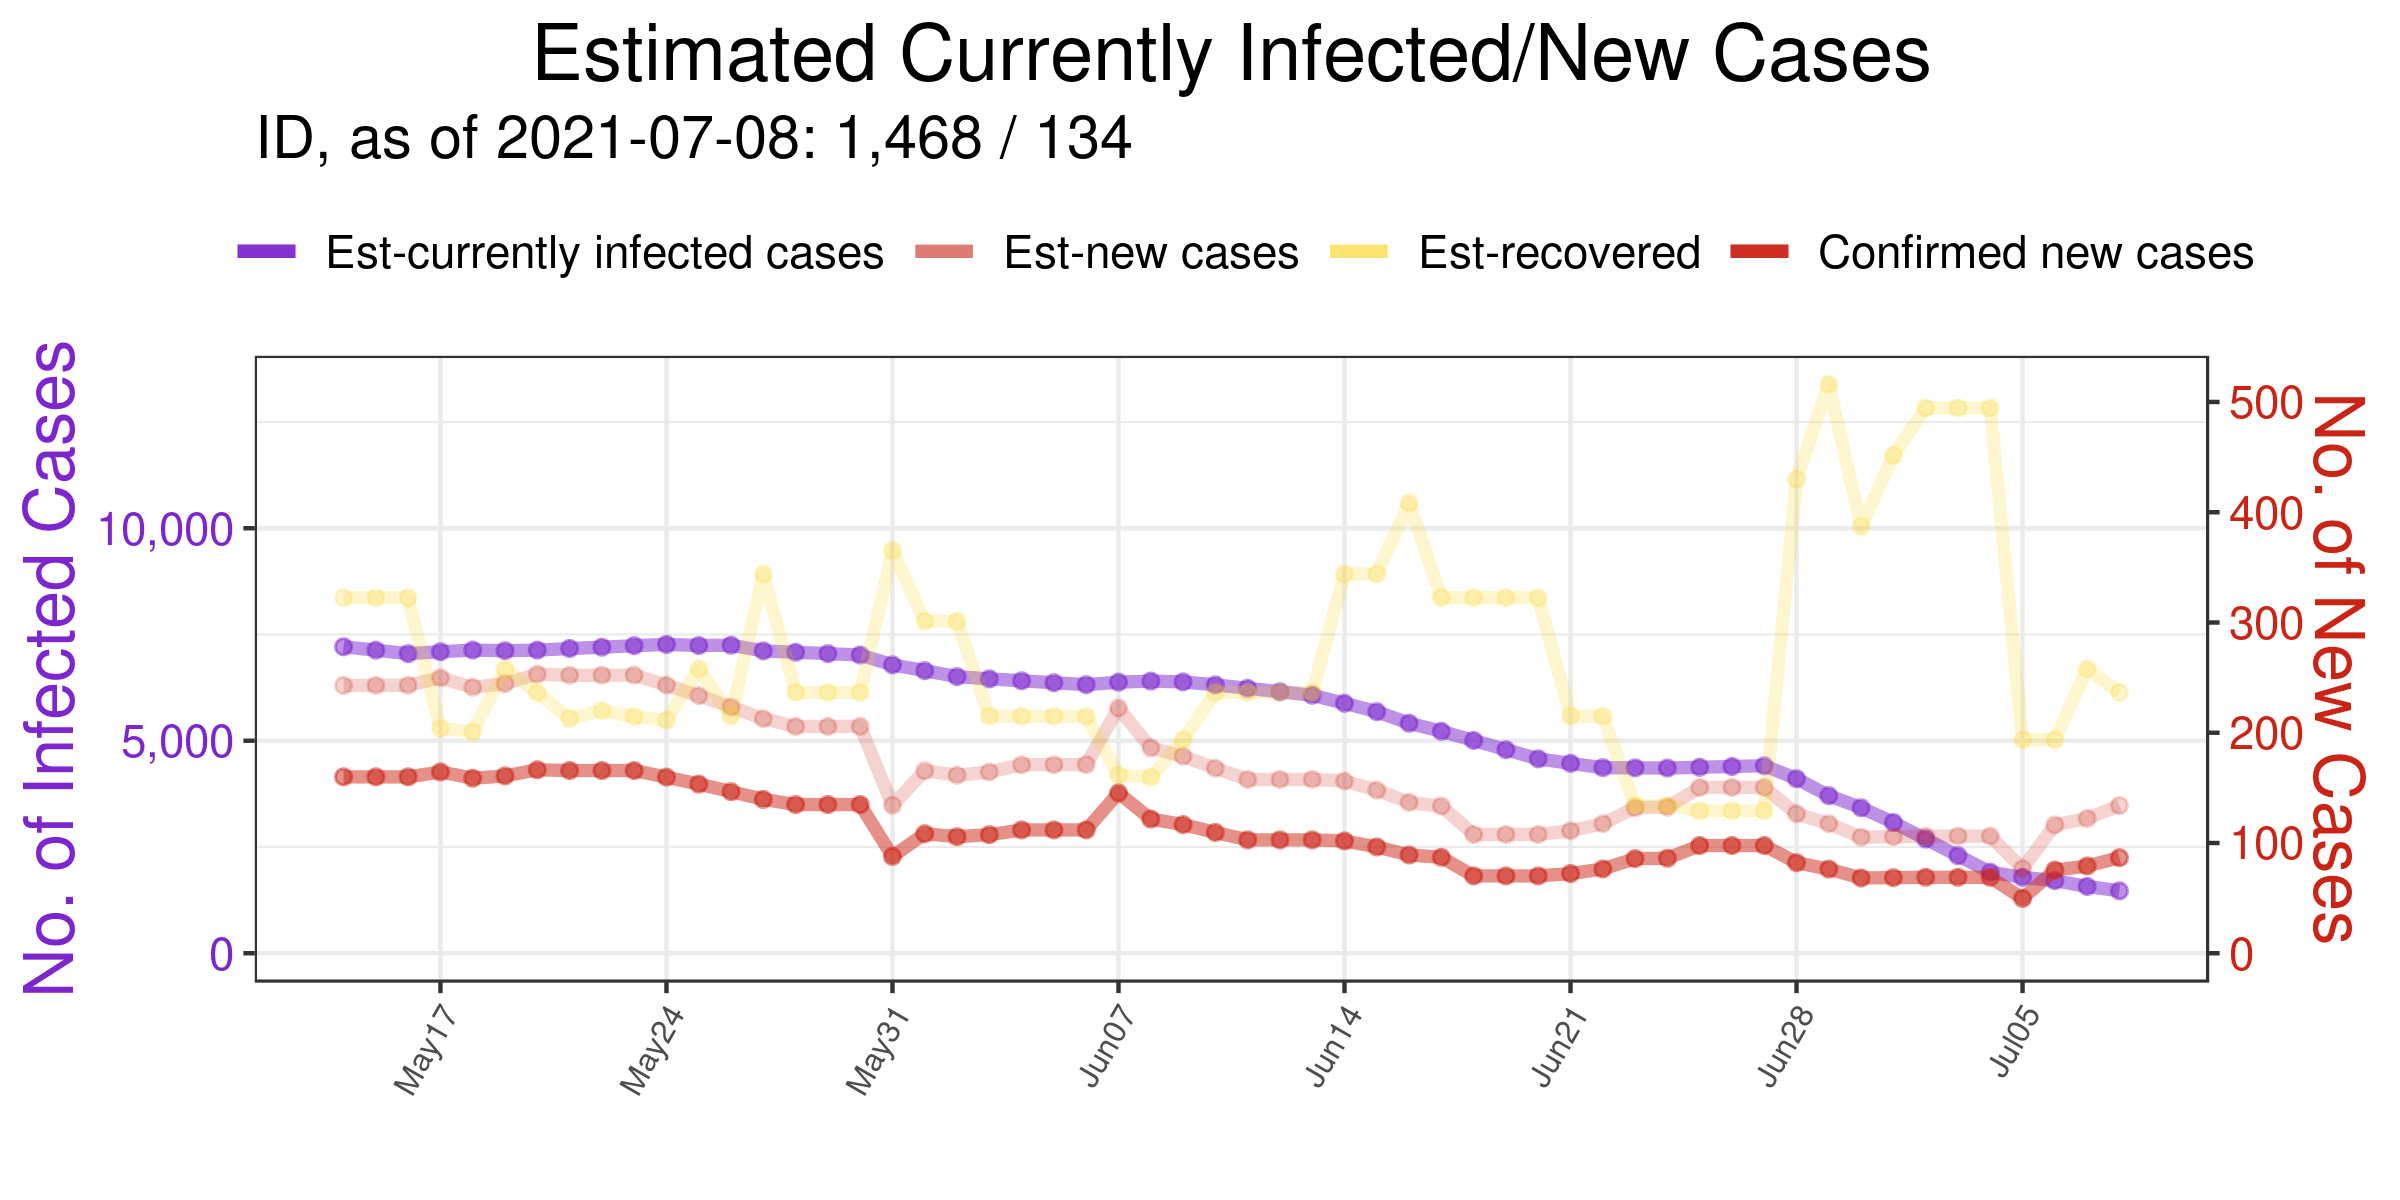 Estimated Currently Infected/New Cases
ID, as of 2021-07-08: 1,468 / 134
Est-currently infected cases
Est-new cases
Est-recovered
Confirmed new cases
No. of Infected Cases
10,000
5,000
0
500
400
300
200
100
0
No. of New Cases
May17
May24
May31
Jun07
Jun14
Jun21
Jun28
Jul05